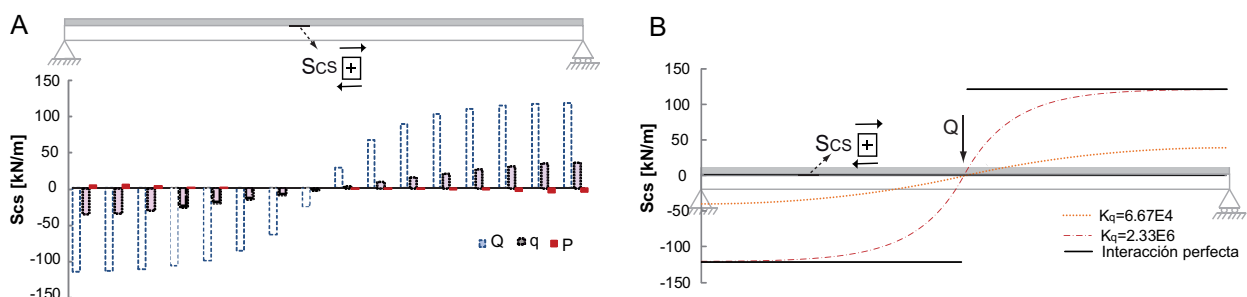 A
Scs +
150
100
50
0
-50
-100
-150
Scs [kN/m]
Q q P
B
150
100
50
0
-50
-100
-150
Scs [kN/m]
Scs +
Q
Kq=6.67E4
Kq=2.33E6
Interacción perfecta